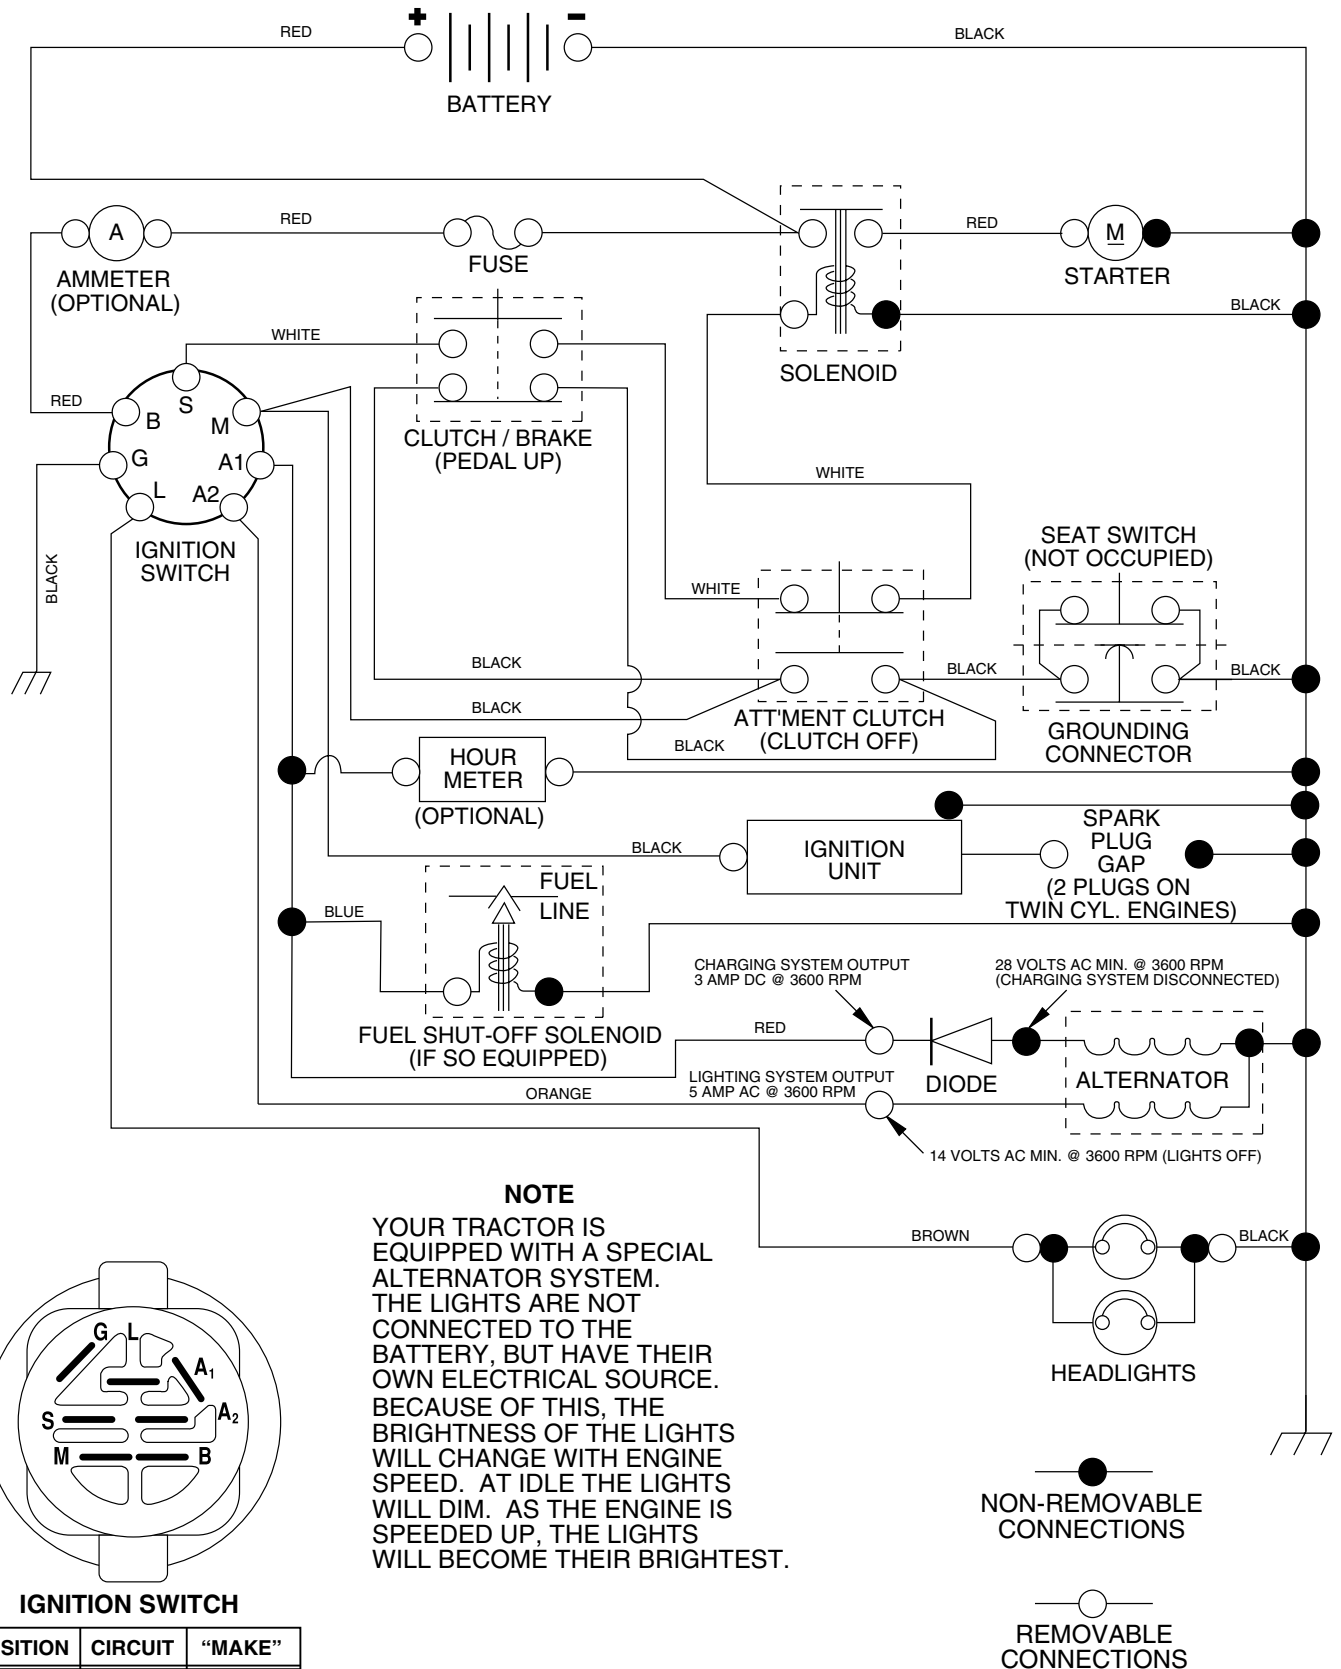 + −
RED
BLACK
BATTERY
A
RED
RED
M
AMMETER
(OPTIONAL)
FUSE
STARTER
BLACK
WHITE
SOLENOID
RED
S
B
M
CLUTCH / BRAKE
(PEDAL UP)
G
A1
L
A2
WHITE
IGNITION
SWITCH
BLACK
SEAT SWITCH
(NOT OCCUPIED)
WHITE
BLACK
BLACK
BLACK
BLACK
ATT'MENT CLUTCH
(CLUTCH OFF)
BLACK
GROUNDING
CONNECTOR
HOUR
METER
(OPTIONAL)
BLACK
IGNITION
UNIT
SPARK
PLUG
GAP
(2 PLUGS ON
TWIN CYL. ENGINES)
FUEL
LINE
BLUE
CHARGING SYSTEM OUTPUT
3 AMP DC @ 3600 RPM
28 VOLTS AC MIN. @ 3600 RPM
(CHARGING SYSTEM DISCONNECTED)
FUEL SHUT-OFF SOLENOID
(IF SO EQUIPPED)
RED
DIODE
ALTERNATOR
LIGHTING SYSTEM OUTPUT
5 AMP AC @ 3600 RPM
ORANGE
14 VOLTS AC MIN. @ 3600 RPM (LIGHTS OFF)
NOTE
YOUR TRACTOR IS
EQUIPPED WITH A SPECIAL
ALTERNATOR SYSTEM.
THE LIGHTS ARE NOT
CONNECTED TO THE
BATTERY, BUT HAVE THEIR
OWN ELECTRICAL SOURCE.
BECAUSE OF THIS, THE
BRIGHTNESS OF THE LIGHTS
WILL CHANGE WITH ENGINE
SPEED. AT IDLE THE LIGHTS
WILL DIM. AS THE ENGINE IS
SPEEDED UP, THE LIGHTS
WILL BECOME THEIR BRIGHTEST.
BROWN
BLACK
HEADLIGHTS
G L
A1
S
A2
M
B
IGNITION SWITCH
SITION CIRCUIT “MAKE”
NON-REMOVABLE
CONNECTIONS
REMOVABLE
CONNECTIONS